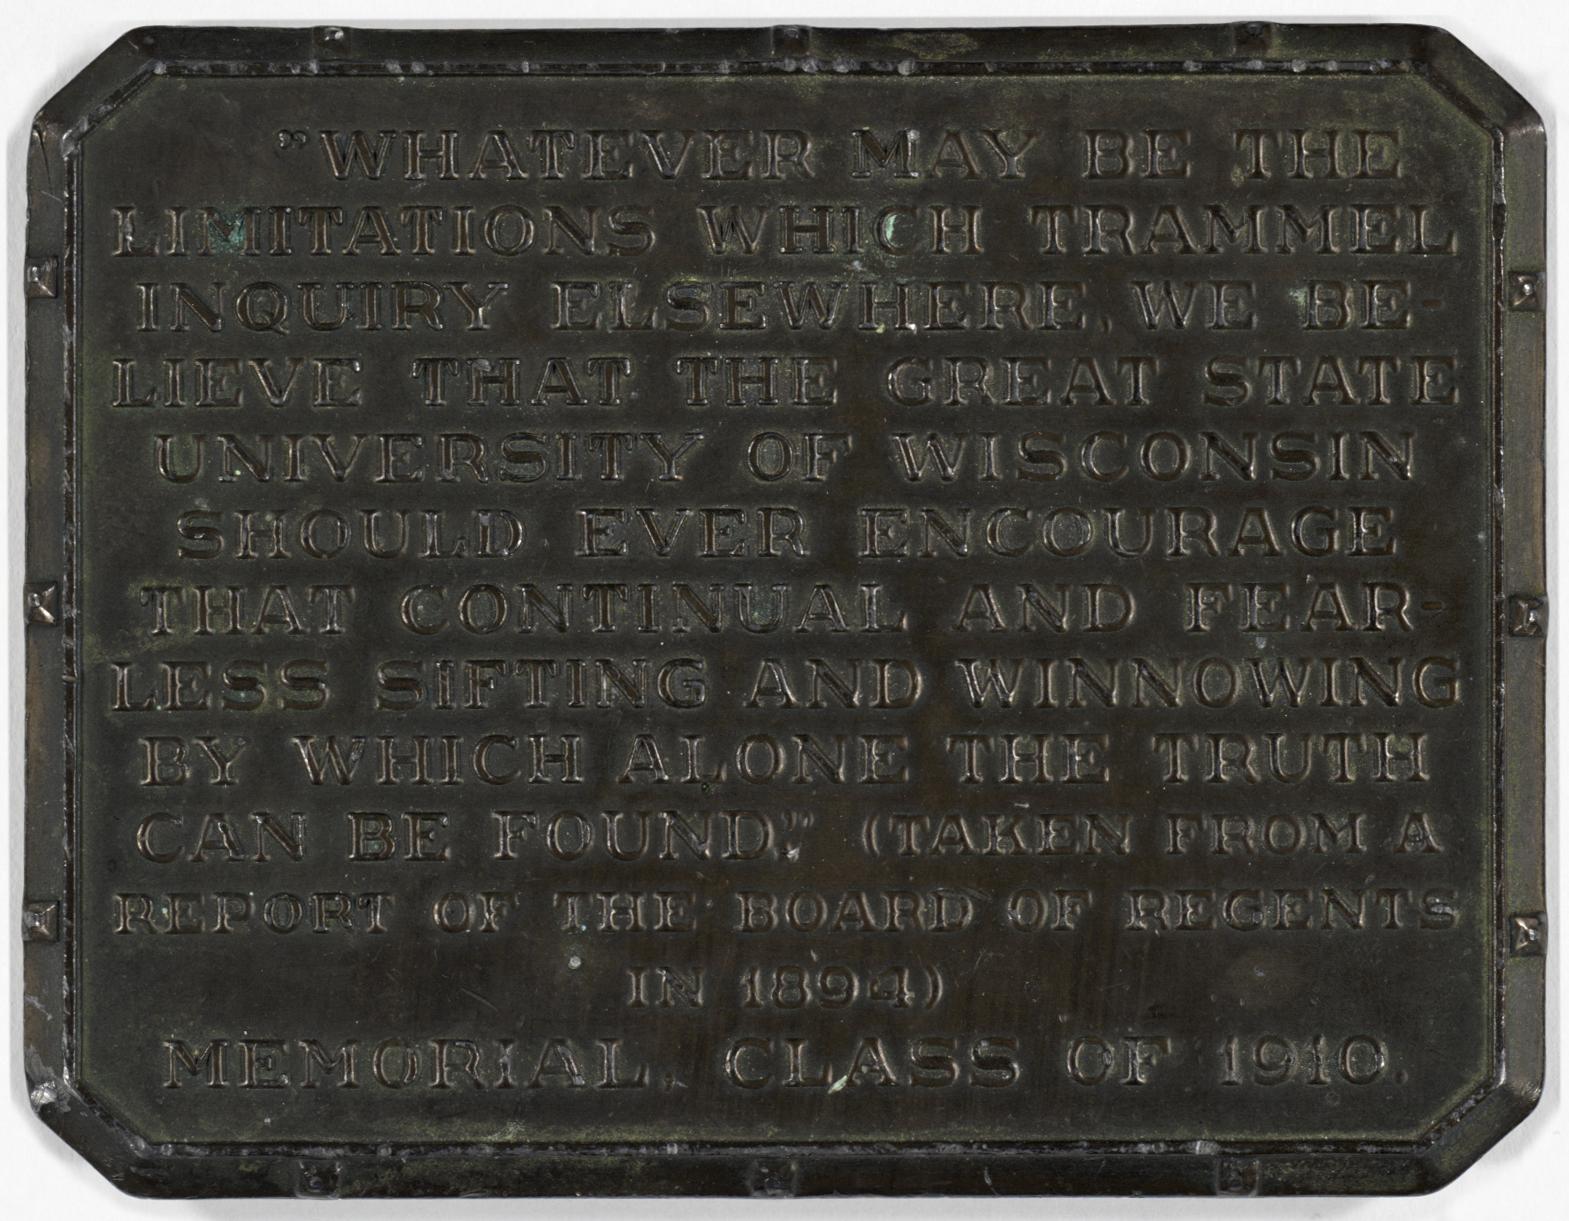 "WHATEVER MAY BE THE
LIMITATIONS WHICH TRAMMEL
INQUIRY ELSEWHERE, WE BE-
LIEVE THAT THE GREAT STATE
UNIVERSITY OF WISCONSIN
SHOULD EVER ENCOURAGE
THAT CONTINUAL AND FEAR-
LESS SIFTING AND WINNOWING
BY WHICH ALONE THE TRUTH
CAN BE FOUND." (TAKEN FROM A
REPORT OF THE BOARD OF REGENTS
IN 1894)
MEMORIAL, CLASS OF 1910.